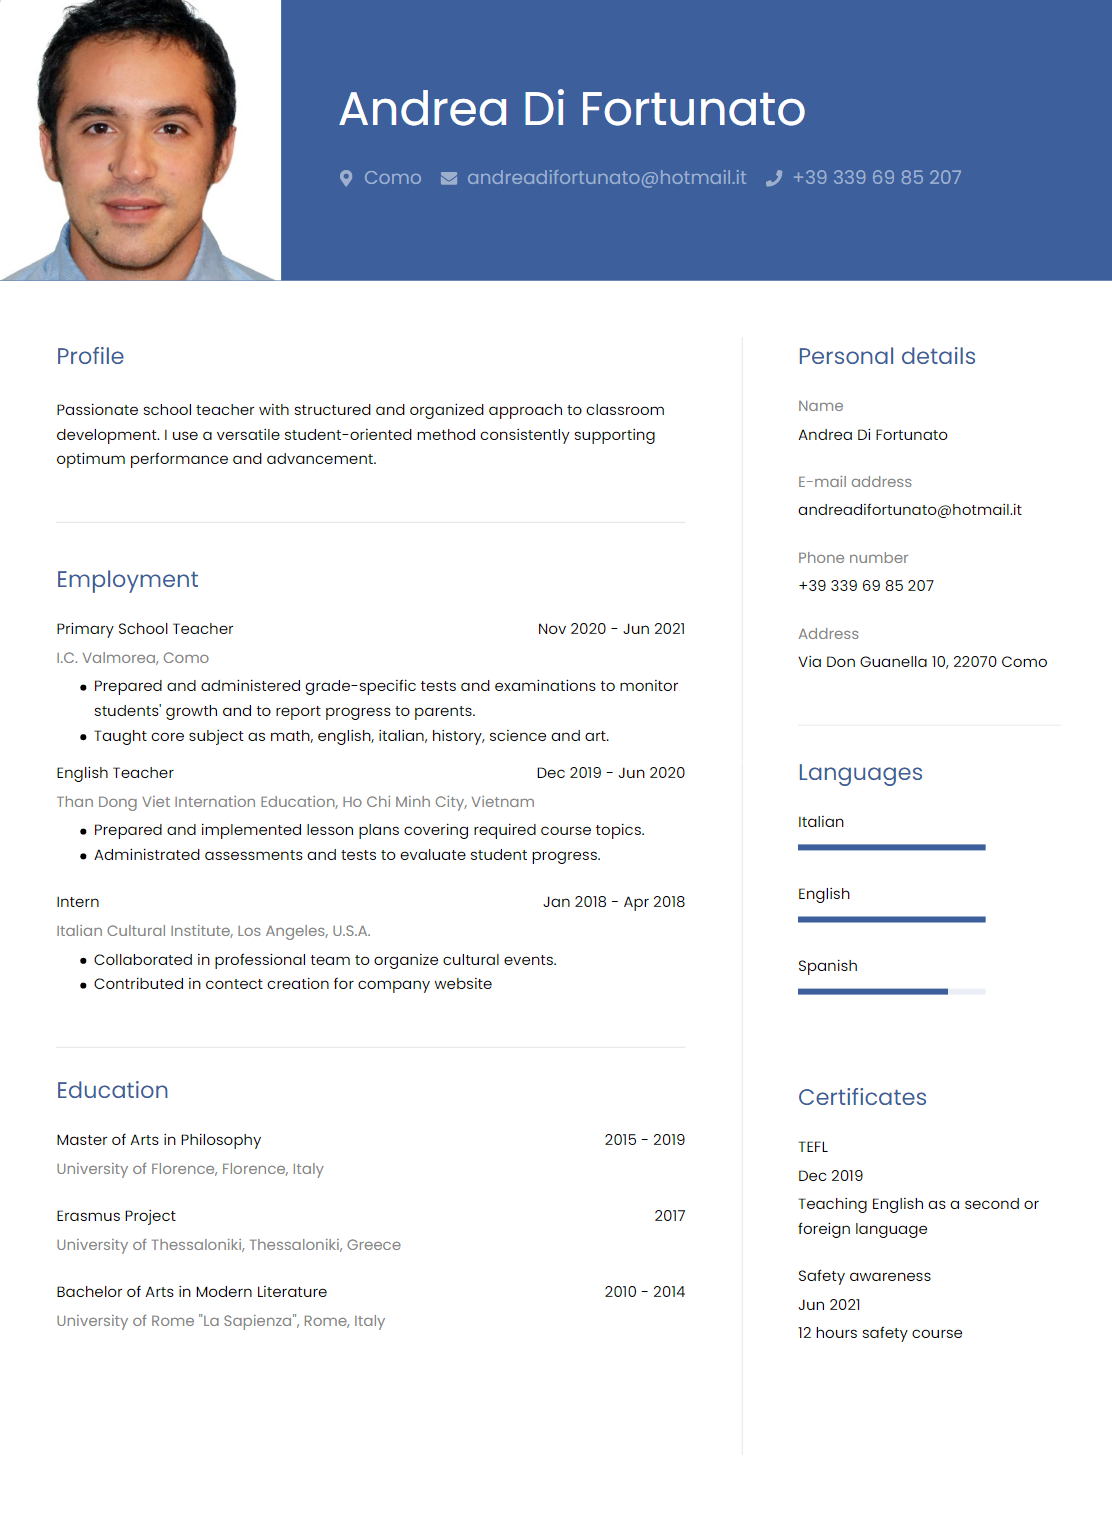 Andrea Di Fortunato
Como andreadifortunato@hotmail.it +39 339 69 85 207
Profile
Passionate school teacher with structured and organized approach to classroom
development. I use a versatile student-oriented method consistently supporting
optimum performance and advancement.
Employment
Primary School Teacher Nov 2020 - Jun 2021
I.C. Valmorea, Como
• Prepared and administered grade-specific tests and examinations to monitor
students' growth and to report progress to parents.
• Taught core subject as math, english, italian, history, science and art.
English Teacher Dec 2019 - Jun 2020
Than Dong Viet Internation Education, Ho Chi Minh City, Vietnam
• Prepared and implemented lesson plans covering required course topics.
• Administrated assessments and tests to evaluate student progress.
Intern Jan 2018 - Apr 2018
Italian Cultural Institute, Los Angeles, U.S.A.
• Collaborated in professional team to organize cultural events.
• Contributed in contect creation for company website
Education
Master of Arts in Philosophy 2015 - 2019
University of Florence, Florence, Italy
Erasmus Project 2017
University of Thessaloniki, Thessaloniki, Greece
Bachelor of Arts in Modern Literature 2010 - 2014
University of Rome "La Sapienza", Rome, Italy
Personal details
Name
Andrea Di Fortunato
E-mail address
andreadifortunato@hotmail.it
Phone number
+39 339 69 85 207
Address
Via Don Guanella 10, 22070 Como
Languages
Italian
English
Spanish
Certificates
TEFL
Dec 2019
Teaching English as a second or
foreign language
Safety awareness
Jun 2021
12 hours safety course